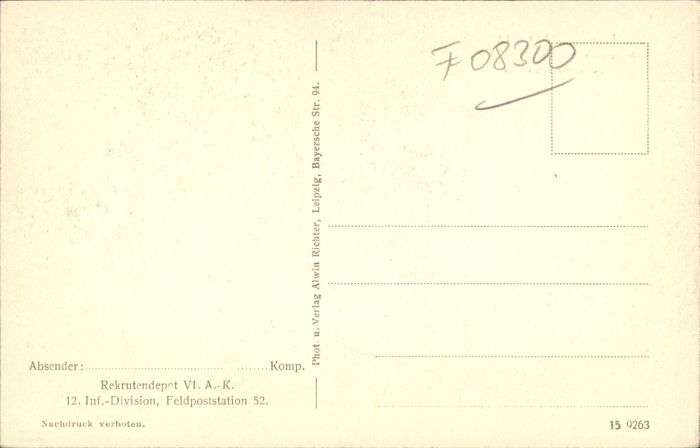 F 08300
Phot. u. Verlag Alwin Richter, Leipzig, Bayersche Str. 94.
Absender: Komp.
Rekrutendepot VI. A.-K.
12. Inf.-Division, Feldpoststation 52.
Nachdruck verboten.
15 9263